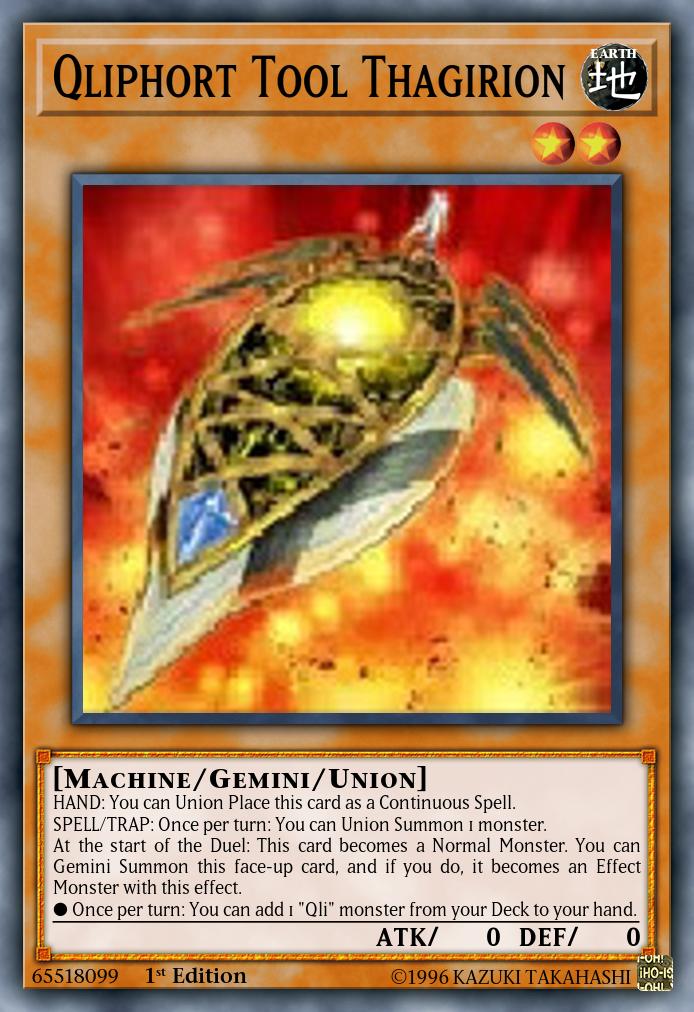 Qliphort Tool Thagirion
EARTH
地
[Machine/Gemini/Union]
HAND: You can Union Place this card as a Continuous Spell.
SPELL/TRAP: Once per turn: You can Union Summon 1 monster.
At the start of the Duel: This card becomes a Normal Monster. You can
Gemini Summon this face-up card, and if you do, it becomes an Effect
Monster with this effect.
● Once per turn: You can add 1 "Qli" monster from your Deck to your hand.
ATK/ 0 DEF/ 0
65518099 1st Edition ©1996 KAZUKI TAKAHASHI